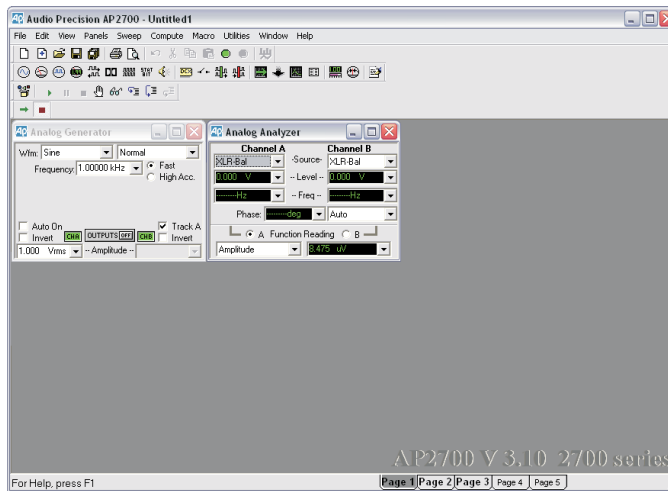 Audio Precision AP2700 - Untitled1
File Edit View Panels Sweep Compute Macro Utilities Window Help
Analog Generator
Wfm: Sine Normal
Frequency: 1.00000 kHz Fast
High Acc.
Auto On Track A
Invert CHA OUTPUTS OFF CHB Invert
1.000 Vrms -- Amplitude --
Analog Analyzer
Channel A Channel B
XLR-Bal -Source- XLR-Bal
0.000 V -- Level -- 0.000 V
--------Hz -- Freq -- --------Hz
Phase: --------deg Auto
A Function Reading B
Amplitude 8.475 uV
AP2700 V 3.10 2700 series
For Help, press F1
Page 1 Page 2 Page 3 Page 4 Page 5